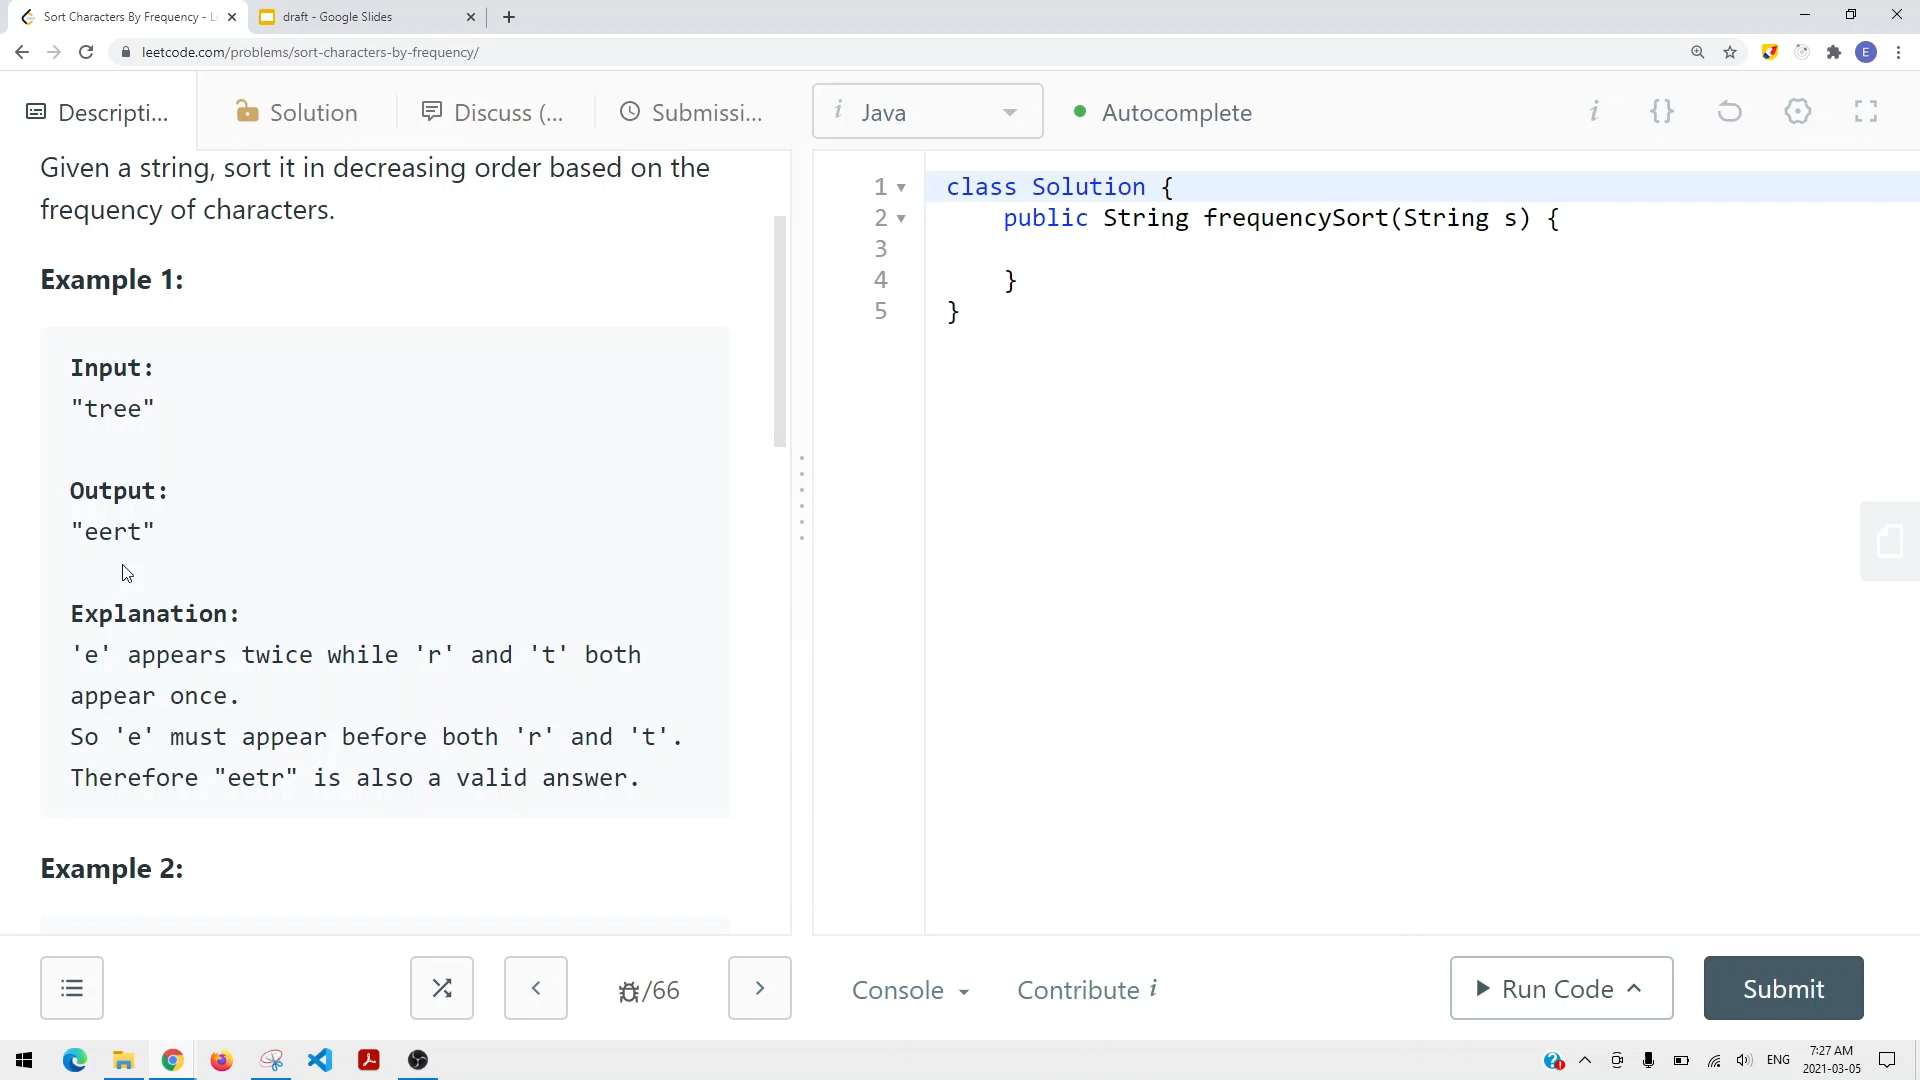 Sort Characters By Frequency - L
draft - Google Slides
leetcode.com/problems/sort-characters-by-frequency/
E
Descripti...
Solution
Discuss (...
Submissi...
i Java
Autocomplete
i {}
Given a string, sort it in decreasing order based on the
frequency of characters.
Example 1:
Input:
"tree"
Output:
"eert"
Explanation:
'e' appears twice while 'r' and 't' both
appear once.
So 'e' must appear before both 'r' and 't'.
Therefore "eetr" is also a valid answer.
Example 2:
1 class Solution {
2 public String frequencySort(String s) {
3
4 }
5 }
/66
Console
Contribute i
Run Code
Submit
ENG
7:27 AM
2021-03-05